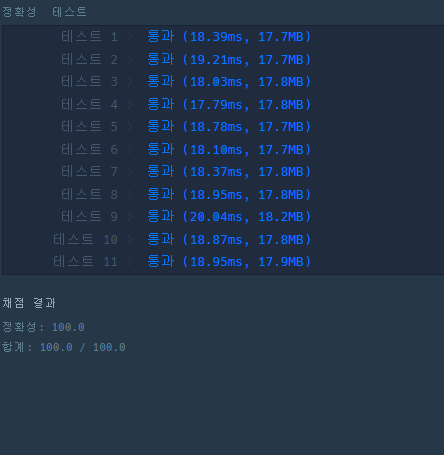 정확성 테스트
테스트 1 〉 통과 (18.39ms, 17.7MB)
테스트 2 〉 통과 (19.21ms, 17.7MB)
테스트 3 〉 통과 (18.03ms, 17.8MB)
테스트 4 〉 통과 (17.79ms, 17.8MB)
테스트 5 〉 통과 (18.78ms, 17.7MB)
테스트 6 〉 통과 (18.10ms, 17.7MB)
테스트 7 〉 통과 (18.37ms, 17.8MB)
테스트 8 〉 통과 (18.95ms, 17.8MB)
테스트 9 〉 통과 (20.04ms, 18.2MB)
테스트 10 〉 통과 (18.87ms, 17.8MB)
테스트 11 〉 통과 (18.95ms, 17.9MB)
채점 결과
정확성: 100.0
합계: 100.0 / 100.0